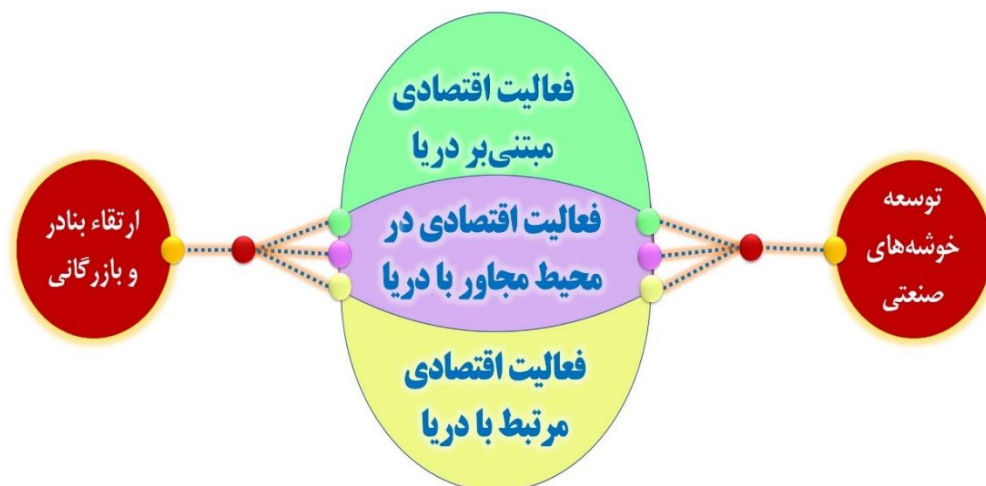 فعالیت اقتصادی
مبتنی‌بر دریا
توسعه
خوشه‌های
صنعتی
فعالیت اقتصادی در
محیط مجاور با دریا
ارتقاء بنادر
و بازرگانی
فعالیت اقتصادی
مرتبط با دریا